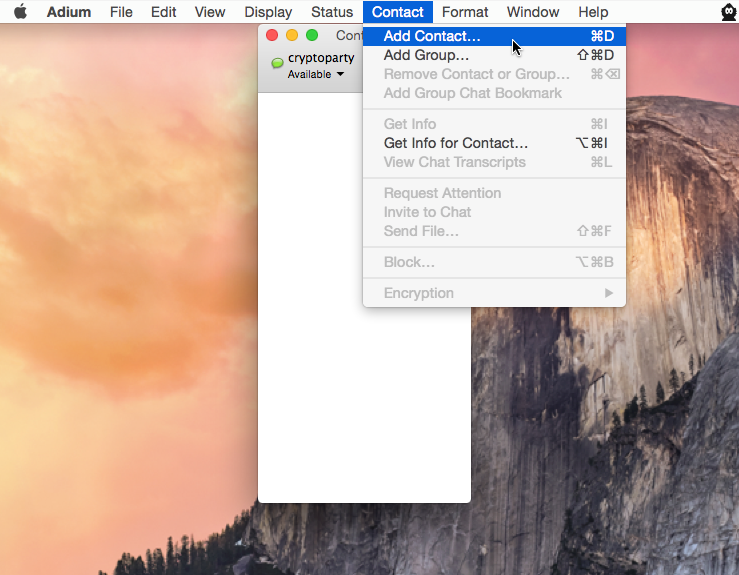 Adium File Edit View Display Status Contact Format Window Help
Cont
cryptoparty
Available
Add Contact... ⌘D
Add Group... ⇧⌘D
Remove Contact or Group... ⌘⌫
Add Group Chat Bookmark
Get Info ⌘I
Get Info for Contact... ⌥⌘I
View Chat Transcripts ⌘L
Request Attention
Invite to Chat
Send File... ⇧⌘F
Block... ⌥⌘B
Encryption